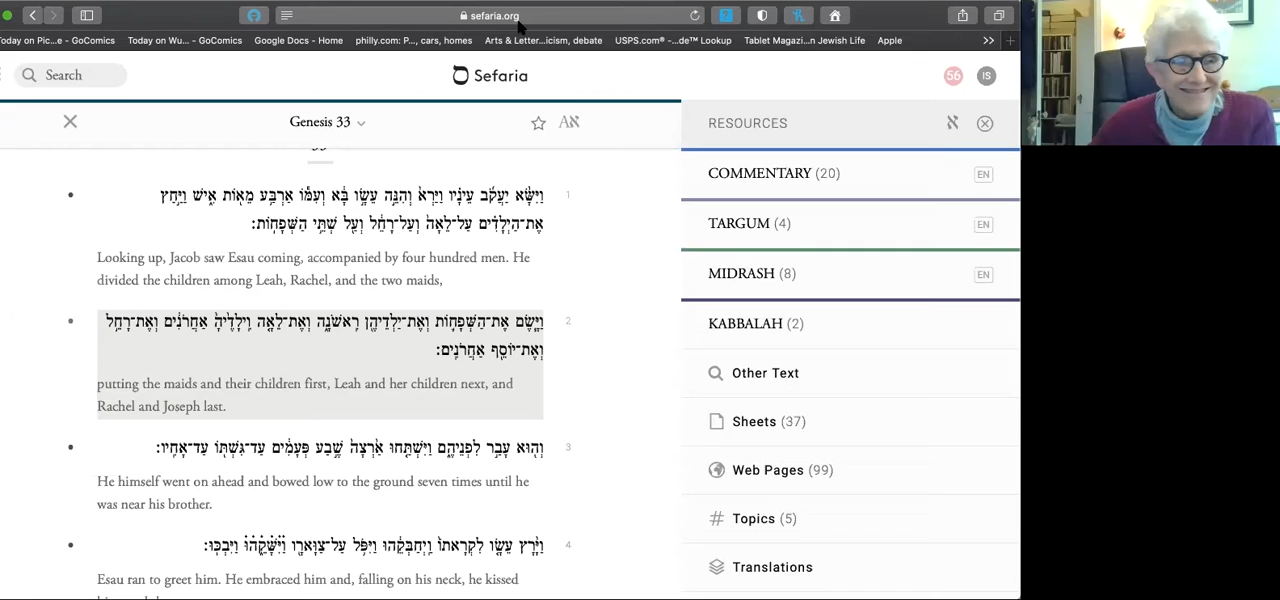 sefaria.org
Today on Pic...e - GoComics Today on Wu... - GoComics Google Docs - Home philly.com: P..., cars, homes Arts & Letter...icism, debate USPS.com® -...de™ Lookup Tablet Magazi...n Jewish Life Apple
Search
Sefaria
56
IS
Genesis 33
Aא
RESOURCES
א
1
וַיִּשָּׂ֨א יַעֲקֹ֜ב עֵינָ֗יו וַיַּרְא֙ וְהִנֵּ֣ה עֵשָׂ֣ו בָּ֔א וְעִמּ֕וֹ אַרְבַּ֥ע מֵא֖וֹת אִ֑ישׁ וַיַּ֣חַץ
אֶת־הַיְלָדִ֗ים עַל־לֵאָה֙ וְעַל־רָחֵ֔ל וְעַ֖ל שְׁתֵּ֥י הַשְּׁפָחֽוֹת׃
Looking up, Jacob saw Esau coming, accompanied by four hundred men. He
divided the children among Leah, Rachel, and the two maids,
2
וַיָּ֧שֶׂם אֶת־הַשְּׁפָח֛וֹת וְאֶת־יַלְדֵיהֶ֖ן רִֽאשֹׁנָ֑ה וְאֶת־לֵאָ֤ה וִֽילָדֶ֙יהָ֙ אַחֲרֹנִ֔ים וְאֶת־רָחֵ֥ל
וְאֶת־יוֹסֵ֖ף אַחֲרֹנִֽים׃
putting the maids and their children first, Leah and her children next, and
Rachel and Joseph last.
3
וְה֖וּא עָבַ֣ר לִפְנֵיהֶ֑ם וַיִּשְׁתַּ֤חוּ אַ֙רְצָה֙ שֶׁ֣בַע פְּעָמִ֔ים עַד־גִּשְׁתּ֖וֹ עַד־אָחִֽיו׃
He himself went on ahead and bowed low to the ground seven times until he
was near his brother.
4
וַיָּ֨רׇץ עֵשָׂ֤ו לִקְרָאתוֹ֙ וַֽיְחַבְּקֵ֔הוּ וַיִּפֹּ֥ל עַל־צַוָּארָ֖ו וַׄיִּׄשָּׁׄקֵ֑ׄהׄוּׄ וַיִּבְכּֽוּ׃
Esau ran to greet him. He embraced him and, falling on his neck, he kissed
COMMENTARY (20) EN
TARGUM (4) EN
MIDRASH (8) EN
KABBALAH (2)
Other Text
Sheets (37)
Web Pages (99)
Topics (5)
Translations